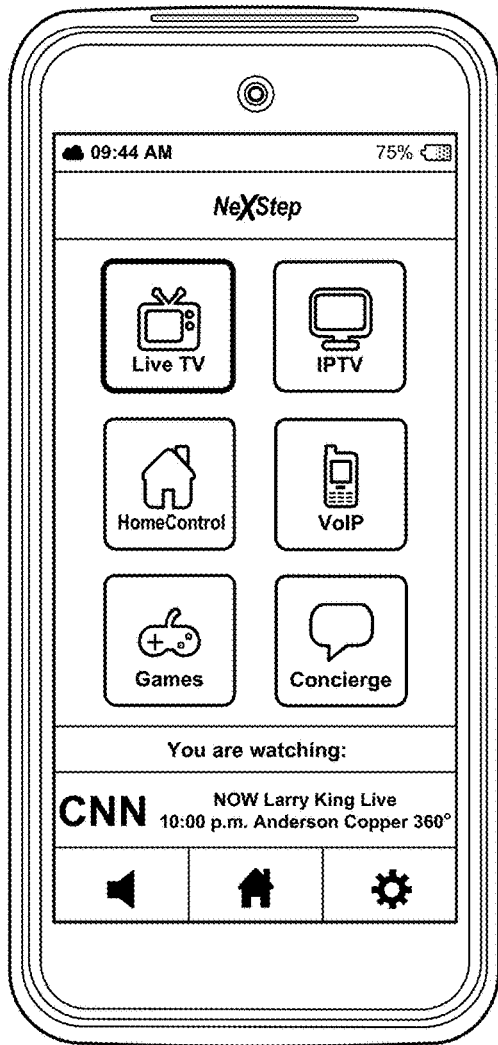 09:44 AM 75%
NeXStep
Live TV IPTV
HomeControl VoIP
Games Concierge
You are watching:
CNN
NOW Larry King Live
10:00 p.m. Anderson Copper 360°